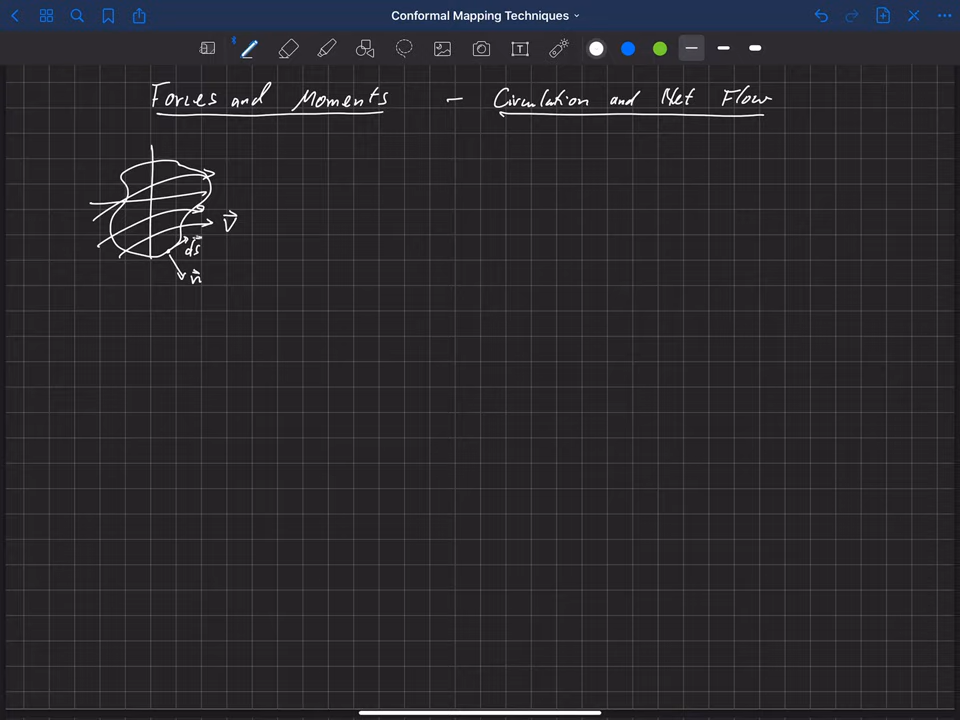 Conformal Mapping Techniques
Forces and Moments - Circulation and Net Flow
V
ds
n